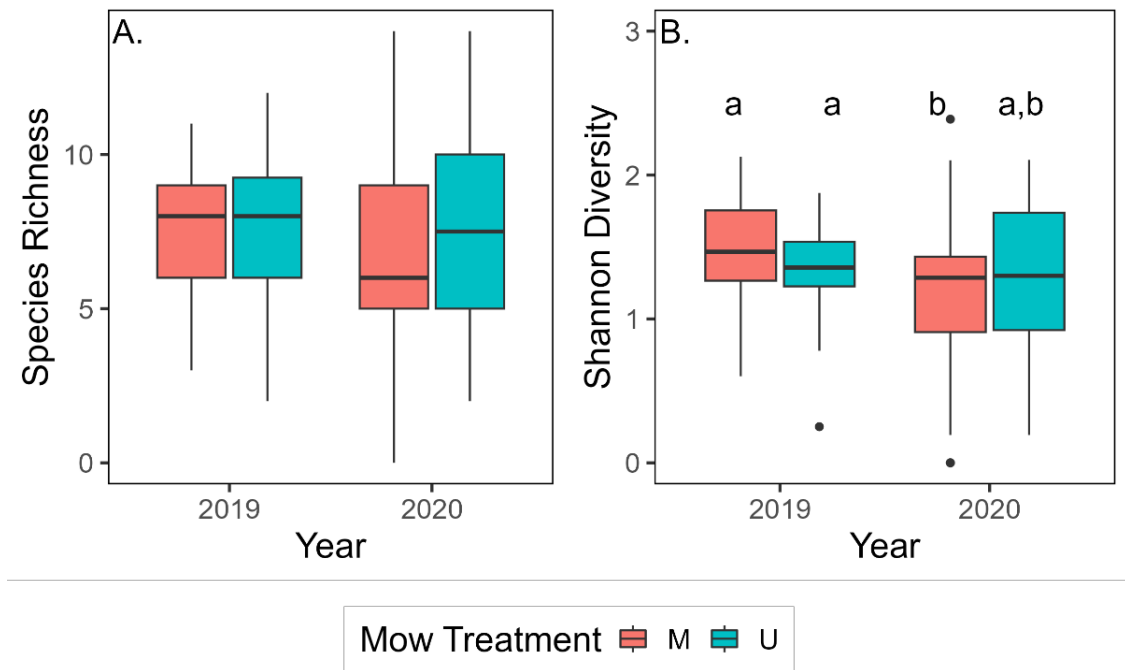 A.
Species Richness
10
5
0
2019 2020
Year
B.
Shannon Diversity
3
2
1
0
a a b a,b
2019 2020
Year
Mow Treatment M U